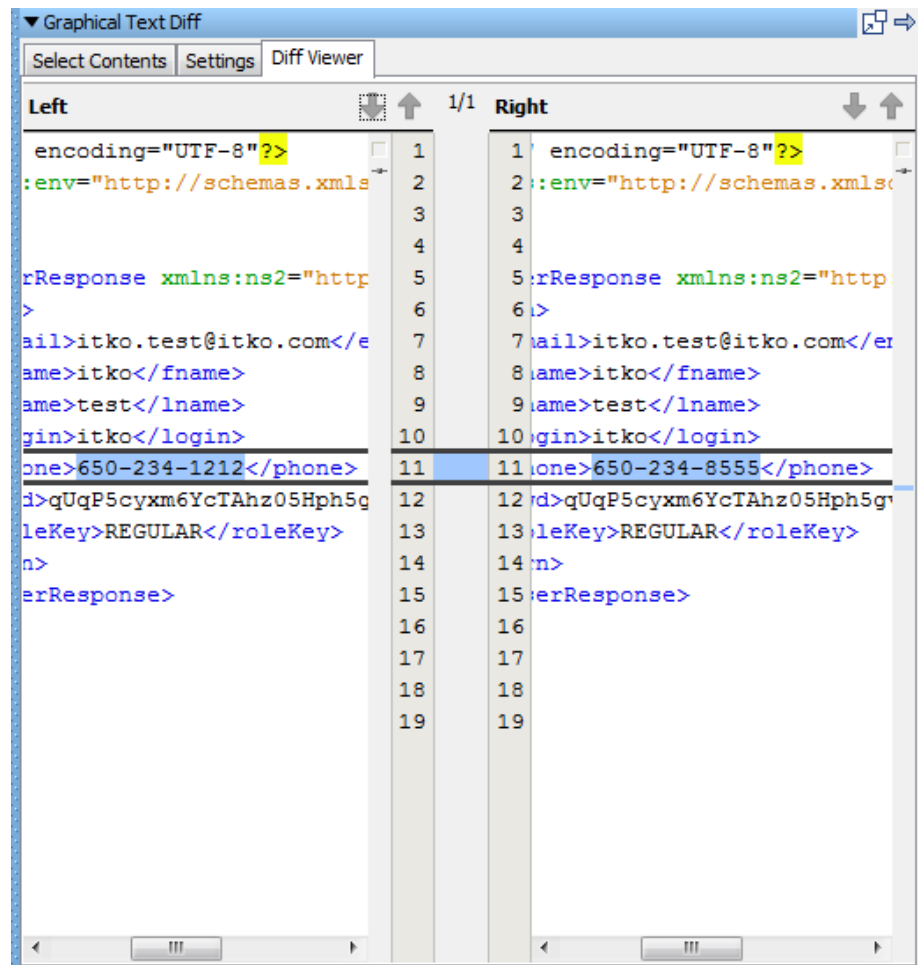 Graphical Text Diff
Select Contents Settings Diff Viewer
Left 1/1 Right
encoding="UTF-8"?> 1 1 encoding="UTF-8"?>
:env="http://schemas.xmls 2 2 :env="http://schemas.xmls
3 3
4 4
rResponse xmlns:ns2="http 5 5 erResponse xmlns:ns2="http
> 6 6 >
ail>itko.test@itko.com</e 7 7 ail>itko.test@itko.com</e
ame>itko</fname> 8 8 ame>itko</fname>
ame>test</lname> 9 9 ame>test</lname>
gin>itko</login> 10 10 ogin>itko</login>
one>650-234-1212</phone> 11 11 one>650-234-8555</phone>
d>qUqP5cyxm6YcTAhz05Hph5g 12 12 d>qUqP5cyxm6YcTAhz05Hph5g
leKey>REGULAR</roleKey> 13 13 leKey>REGULAR</roleKey>
n> 14 14 n>
erResponse> 15 15 erResponse>
16 16
17 17
18 18
19 19